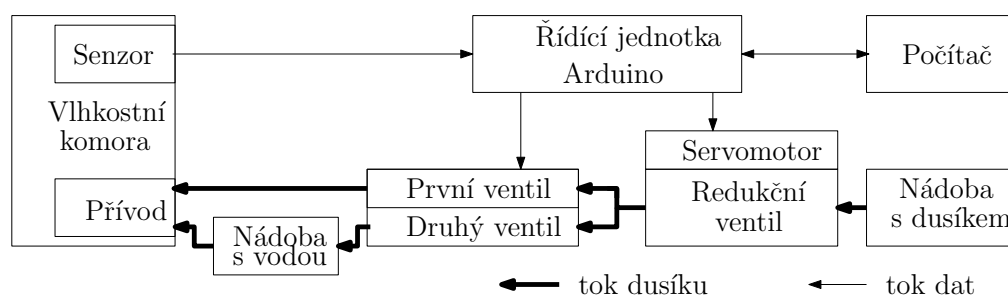 Senzor
Řídící jednotka
Arduino
Počítač
Vlhkostní
komora
Servomotor
První ventil
Redukční
ventil
Nádoba
s dusíkem
Přívod
Druhý ventil
Nádoba
s vodou
tok dusíku
tok dat